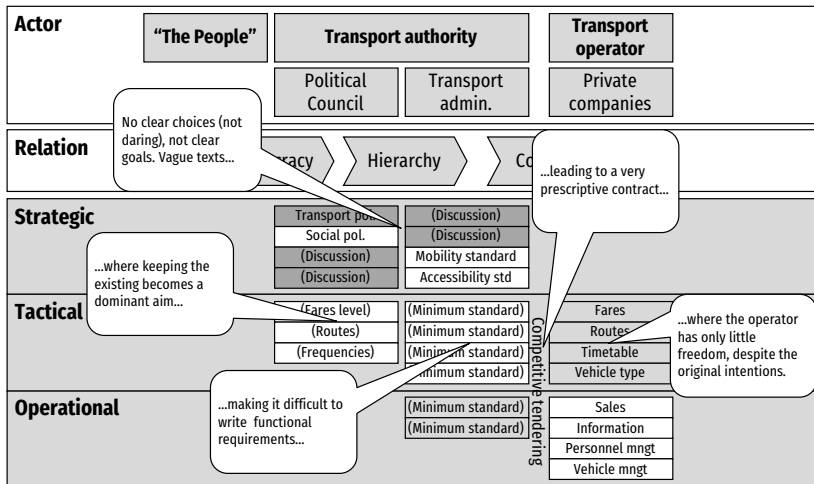 Actor
“The People”
Transport authority
Transport
operator
Political
Council
Transport
admin.
Private
companies
No clear choices (not
daring), not clear
goals. Vague texts...
Relation
racy
Hierarchy
Co
...leading to a very
prescriptive contract...
Strategic
Transport pol.
Social pol.
(Discussion)
(Discussion)
(Discussion)
(Discussion)
Mobility standard
Accessibility std
...where keeping the
existing becomes a
dominant aim...
Tactical
(Fares level)
(Routes)
(Frequencies)
(Minimum standard)
(Minimum standard)
(Minimum standard)
(Minimum standard)
Competitive tendering
Fares
Routes
Timetable
Vehicle type
...where the operator
has only little
freedom, despite the
original intentions.
...making it difficult to
write functional
requirements...
Operational
(Minimum standard)
(Minimum standard)
Sales
Information
Personnel mngt
Vehicle mngt